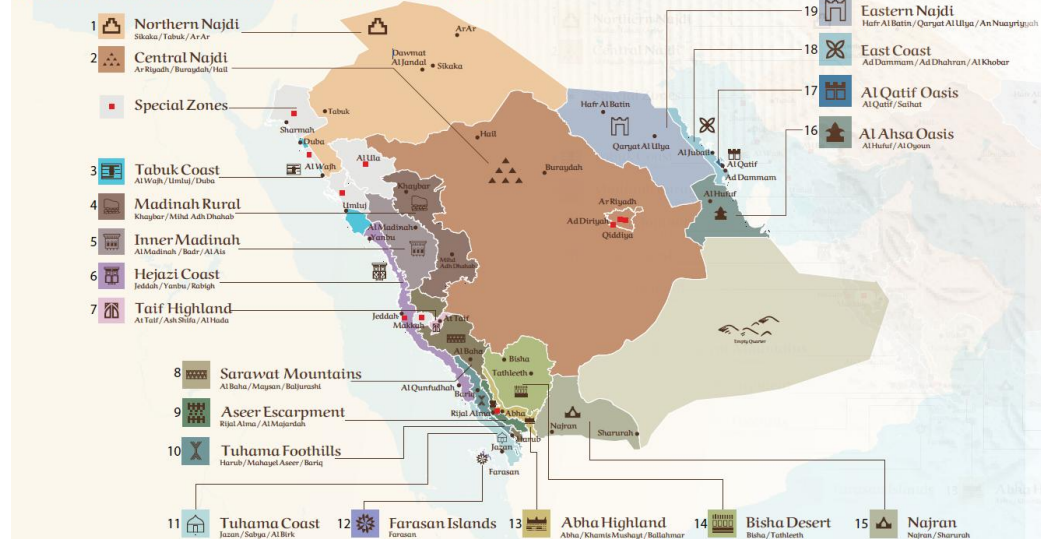 1 Northern Najdi
Sikaka / Tabuk / Ar Ar
2 Central Najdi
Ar Riyadh / Buraydah / Hail
Special Zones
3 Tabuk Coast
Al Wajh / Umluj / Duba
4 Madinah Rural
Khaybar / Mihd Adh Dhahab
5 Inner Madinah
Al Madinah / Badr / Al Ais
6 Hejazi Coast
Jeddah / Yanbu / Rabigh
7 Taif Highland
At Taif / Ash Shifa / Al Hada
8 Sarawat Mountains
Al Baha / Maysan / Baljurashi
9 Aseer Escarpment
Rijal Alma / Al Majardah
10 Tuhama Foothills
Harub / Mahayel Aseer / Bariq
11 Tuhama Coast
Jazan / Sabya / Al Birk
12 Farasan Islands
Farasan
13 Abha Highland
Abha / Khamis Mushayt / Ballahmar
14 Bisha Desert
Bisha / Tathleeth
15 Najran
Najran / Sharurah
19 Eastern Najdi
Hafr Al Batin / Qaryat Al Ulya / An Nuayriyyah
18 East Coast
Ad Dammam / Ad Dhahran / Al Khobar
17 Al Qatif Oasis
Al Qatif / Saihat
16 Al Ahsa Oasis
Al Hufuf / Al Oyoun
Ar Ar
Dawmat
Al Jandal
Sikaka
Tabuk
Sharmah
Duba
Al Wajh
Al Ula
Hail
Buraydah
Khaybar
Umluj
Al Madinah
Yanbu
Mihd
Adh Dhahab
Hafr Al Batin
Qaryat Al Ulya
Al Jubail
Al Qatif
Ad Dammam
Al Hufuf
Ar Riyadh
Ad Diriyah
Qiddiya
Empty Quarter
Jeddah
Makkah
At Taif
Al Baha
Bisha
Tathleeth
Al Qunfudhah
Bariq
Rijal Alma
Abha
Harub
Jazan
Farasan
Najran
Sharurah